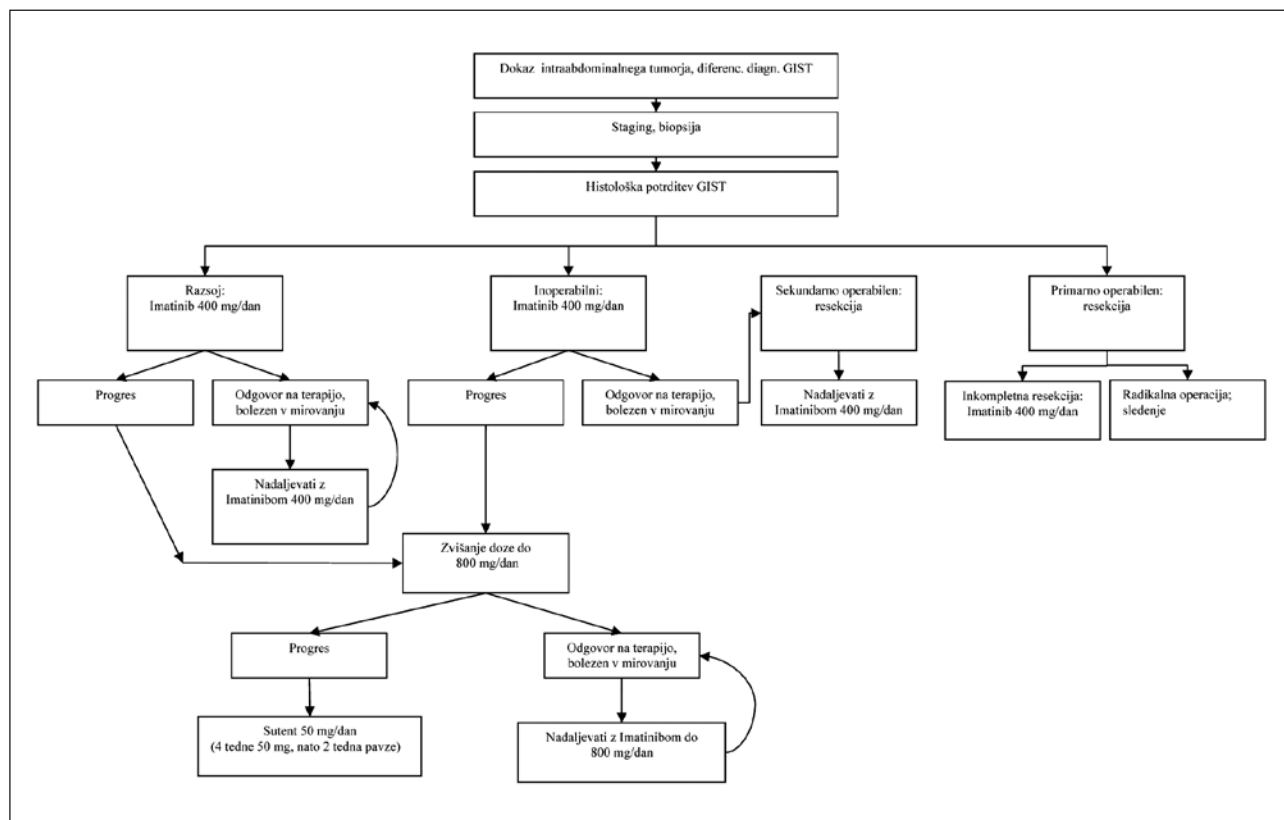 Dokaz intraabdominalnega tumorja, diferenc. diagn. GIST
Staging, biopsija
Histološka potrditev GIST
Razsoj:
Imatinib 400 mg/dan
Inoperabilni:
Imatinib 400 mg/dan
Sekundarno operabilen:
resekcija
Primarno operabilen:
resekcija
Progres
Odgovor na terapijo,
bolezen v mirovanju
Progres
Odgovor na terapijo,
bolezen v mirovanju
Nadaljevati z
Imatinibom 400 mg/dan
Inkompletna resekcija:
Imatinib 400 mg/dan
Radikalna operacija;
sledenje
Nadaljevati z
Imatinibom 400 mg/dan
Zvišanje doze do
800 mg/dan
Progres
Odgovor na terapijo,
bolezen v mirovanju
Sutent 50 mg/dan
(4 tedne 50 mg, nato 2 tedna pavze)
Nadaljevati z Imatinibom do
800 mg/dan